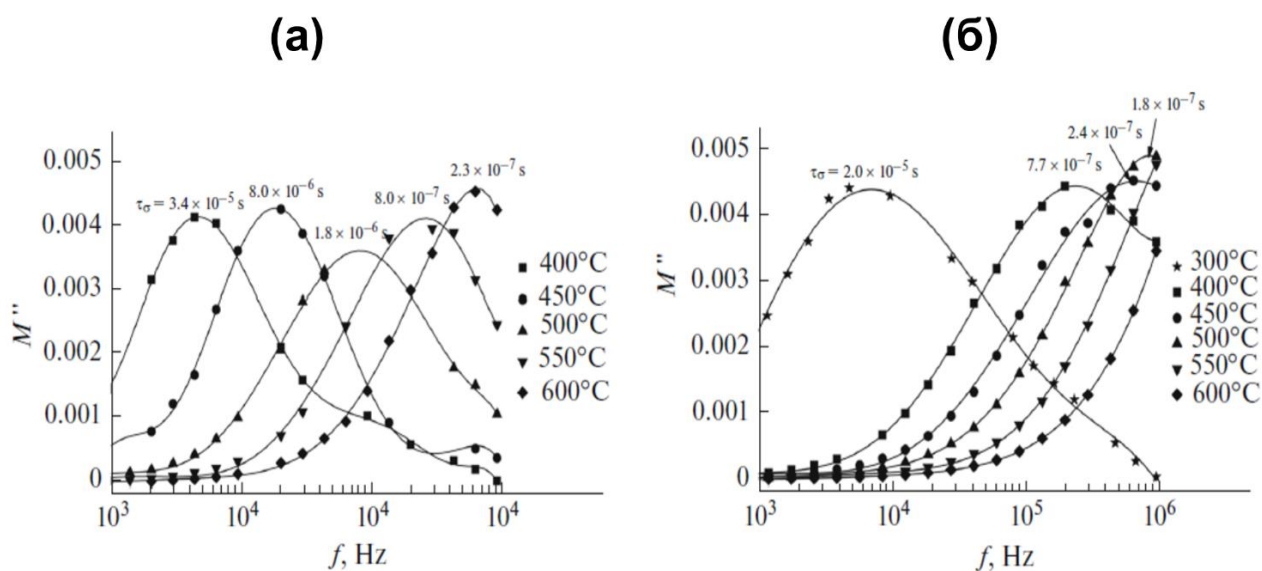 (а)
0.005
0.004
0.003
0.002
0.001
0
M''
τσ = 3.4 × 10⁻⁵ s
8.0 × 10⁻⁶ s
1.8 × 10⁻⁶ s
8.0 × 10⁻⁷ s
2.3 × 10⁻⁷ s
400°C
450°C
500°C
550°C
600°C
10³ 10⁴ 10⁴ 10⁴
f, Hz
(б)
0.005
0.004
0.003
0.002
0.001
0
M''
τσ = 2.0 × 10⁻⁵ s
7.7 × 10⁻⁷ s
2.4 × 10⁻⁷ s
1.8 × 10⁻⁷ s
300°C
400°C
450°C
500°C
550°C
600°C
10³ 10⁴ 10⁵ 10⁶
f, Hz